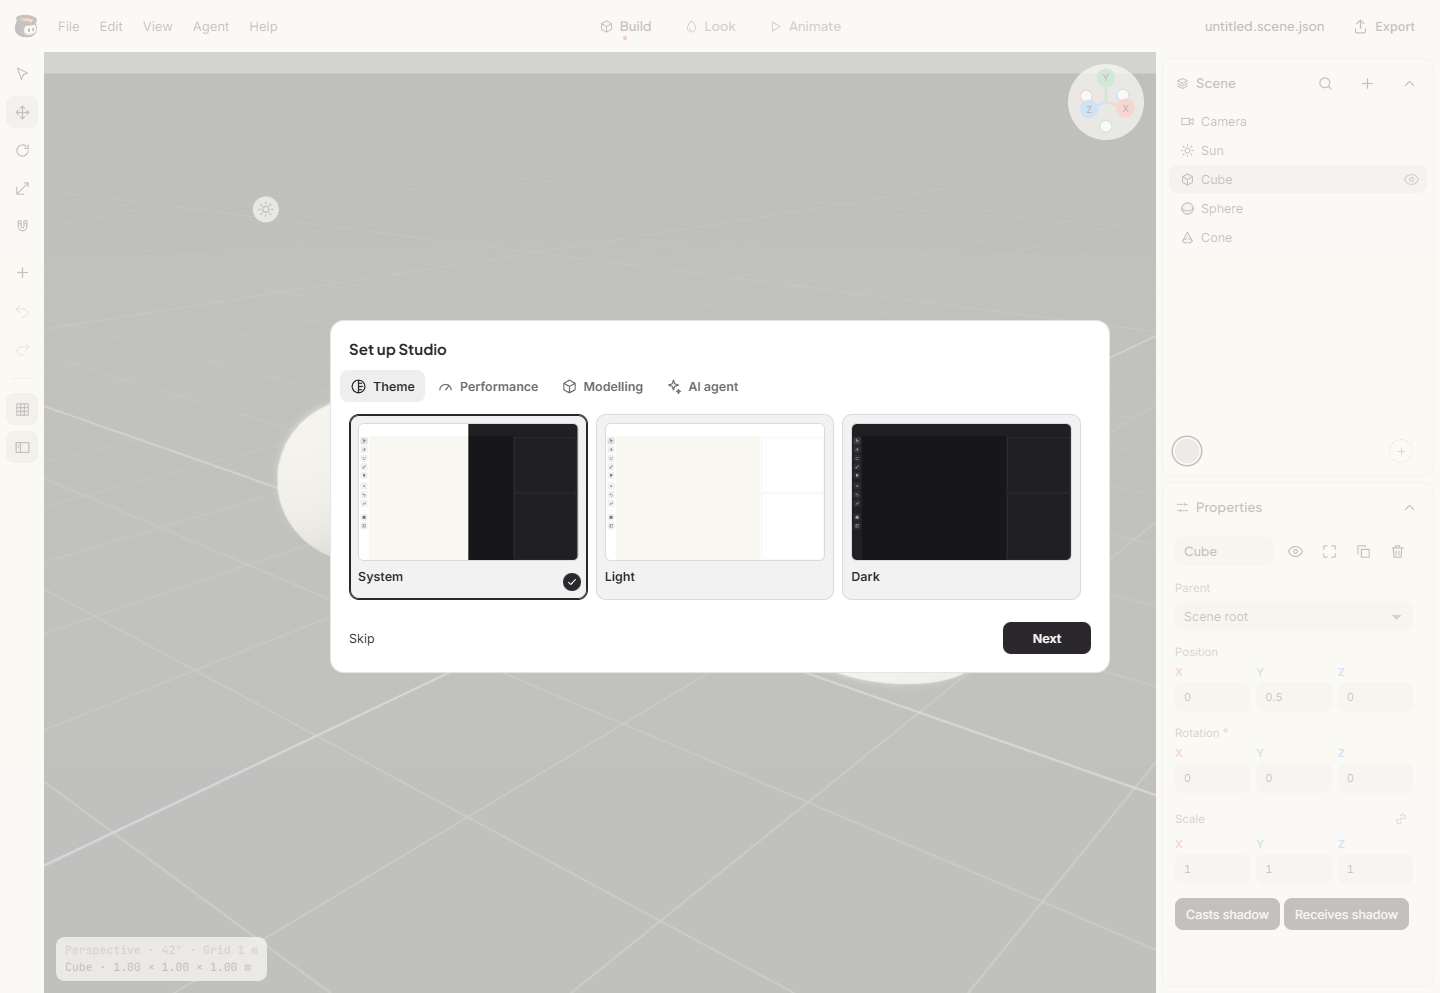 File Edit View Agent Help
Build Look Animate
untitled.scene.json Export
Y
Z X
Scene
Camera
Sun
Cube
Sphere
Cone
Set up Studio
Theme Performance Modelling AI agent
System Light Dark
Skip Next
Properties
Cube
Parent
Scene root
Position
X Y Z
0 0.5 0
Rotation °
X Y Z
0 0 0
Scale
X Y Z
1 1 1
Casts shadow Receives shadow
Perspective · 42° · Grid 1 m
Cube · 1.00 × 1.00 × 1.00 m